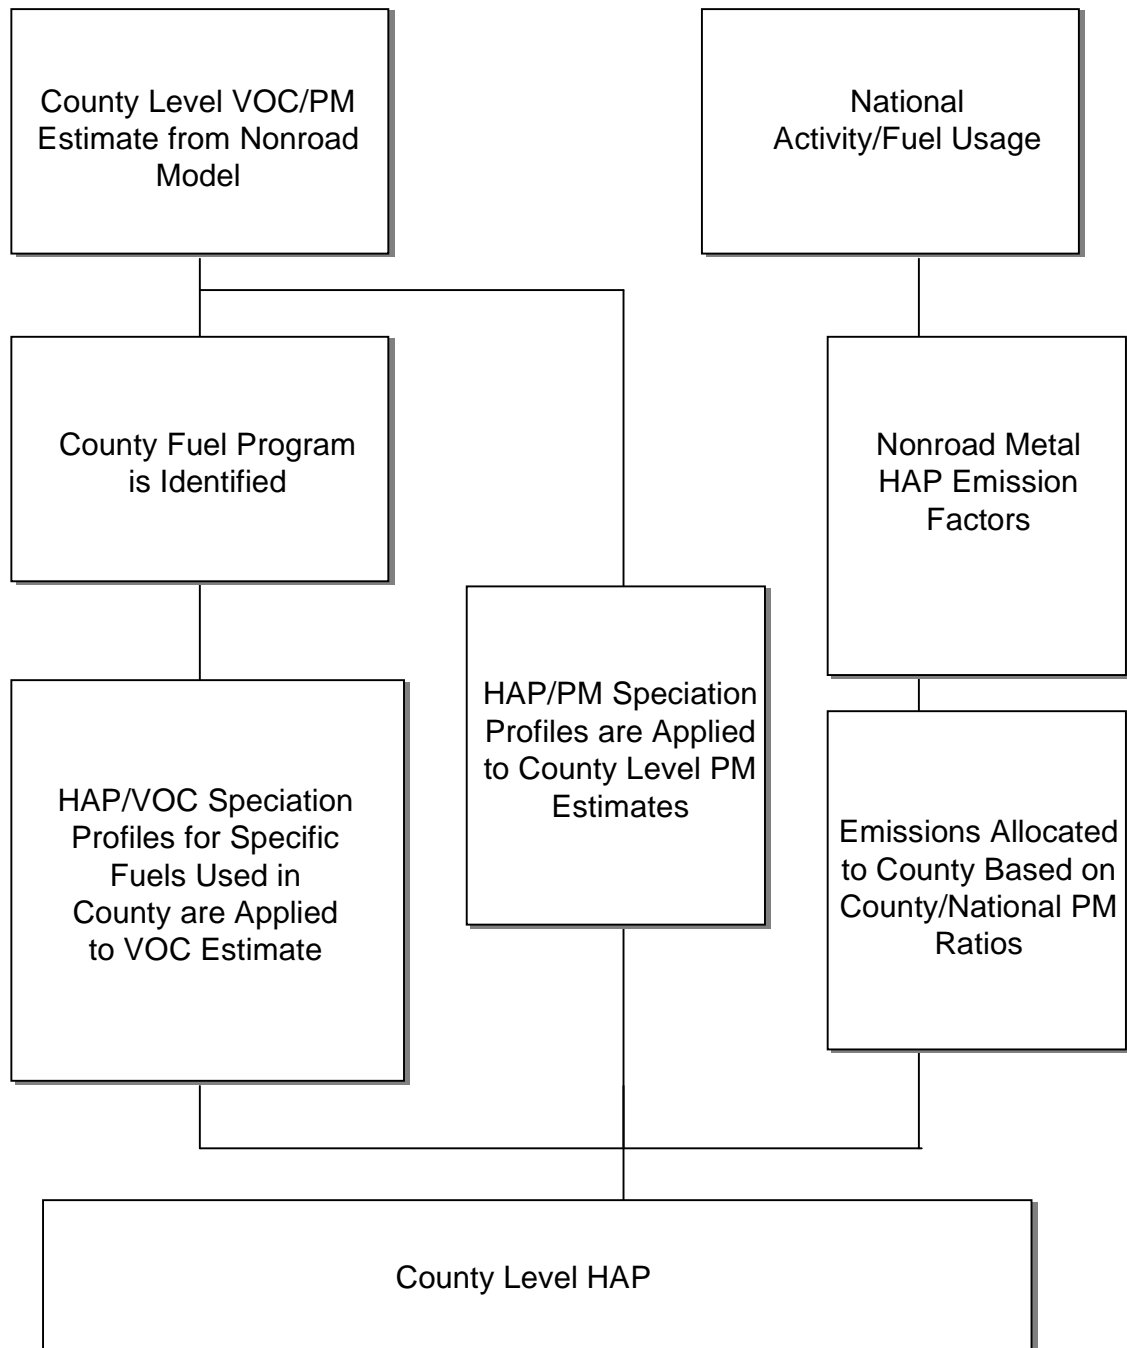 County Level VOC/PM
Estimate from Nonroad
Model
National
Activity/Fuel Usage
County Fuel Program
is Identified
Nonroad Metal
HAP Emission
Factors
HAP/VOC Speciation
Profiles for Specific
Fuels Used in
County are Applied
to VOC Estimate
HAP/PM Speciation
Profiles are Applied
to County Level PM
Estimates
Emissions Allocated
to County Based on
County/National PM
Ratios
County Level HAP